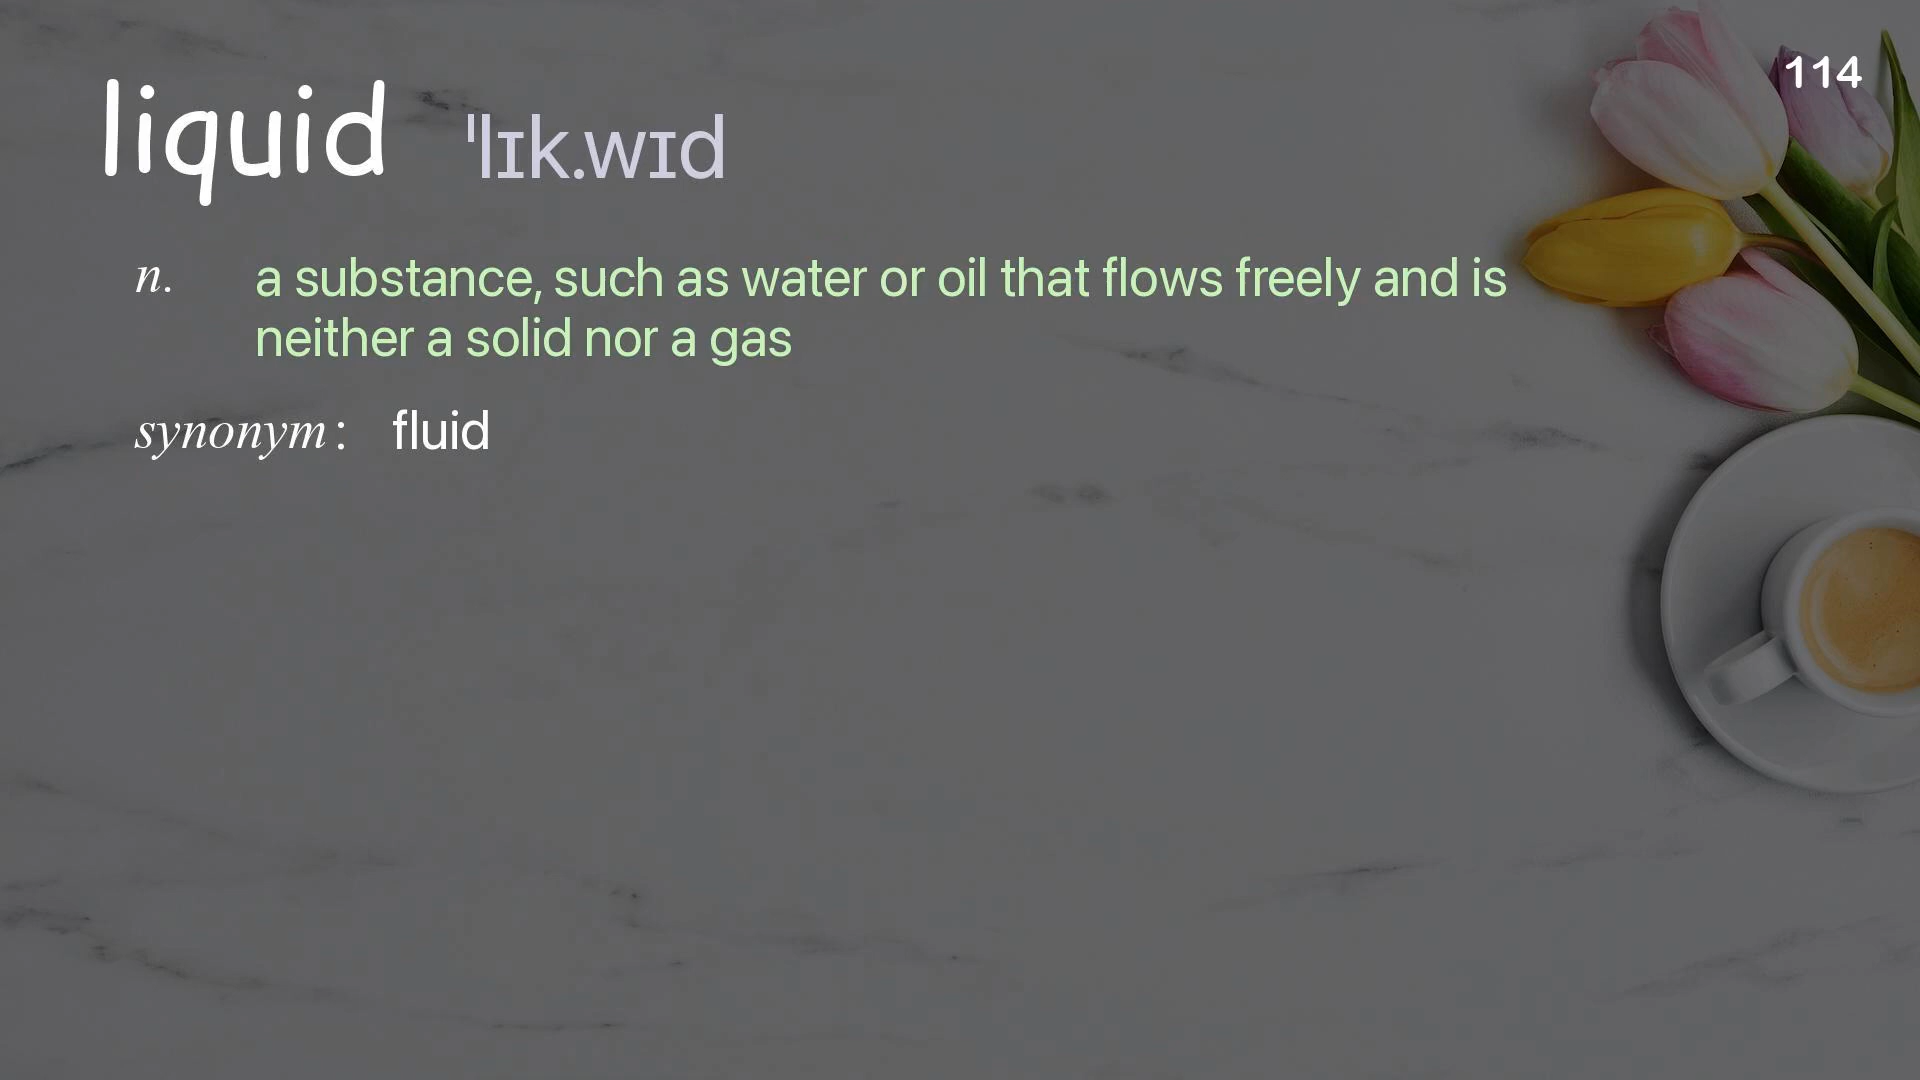 114
liquid ˈlɪk.wɪd
n. a substance, such as water or oil that flows freely and is
neither a solid nor a gas
synonym: fluid